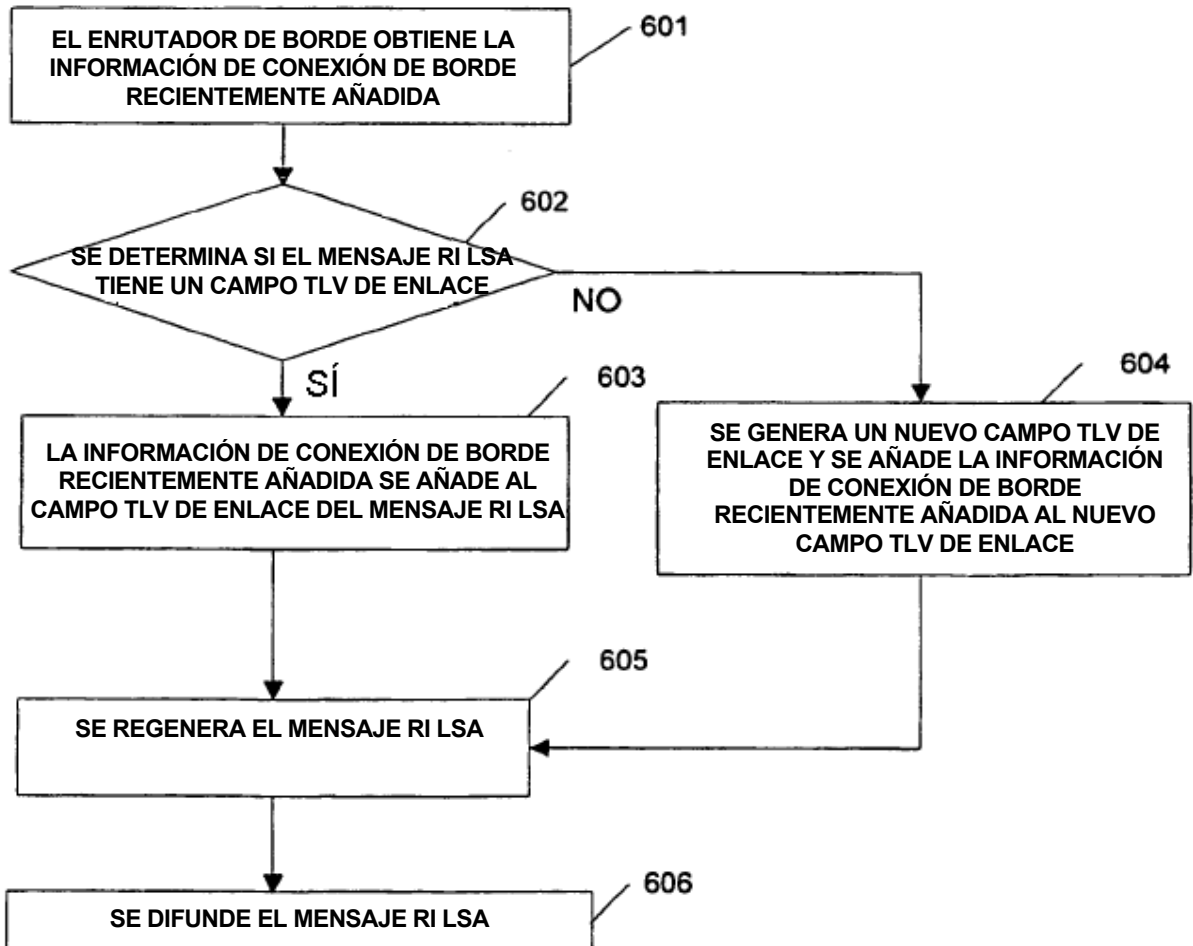 601
EL ENRUTADOR DE BORDE OBTIENE LA
INFORMACIÓN DE CONEXIÓN DE BORDE
RECIENTEMENTE AÑADIDA
602
SE DETERMINA SI EL MENSAJE RI LSA
TIENE UN CAMPO TLV DE ENLACE
NO
SÍ
603
LA INFORMACIÓN DE CONEXIÓN DE BORDE
RECIENTEMENTE AÑADIDA SE AÑADE AL
CAMPO TLV DE ENLACE DEL MENSAJE RI LSA
604
SE GENERA UN NUEVO CAMPO TLV DE
ENLACE Y SE AÑADE LA INFORMACIÓN
DE CONEXIÓN DE BORDE
RECIENTEMENTE AÑADIDA AL NUEVO
CAMPO TLV DE ENLACE
605
SE REGENERA EL MENSAJE RI LSA
606
SE DIFUNDE EL MENSAJE RI LSA